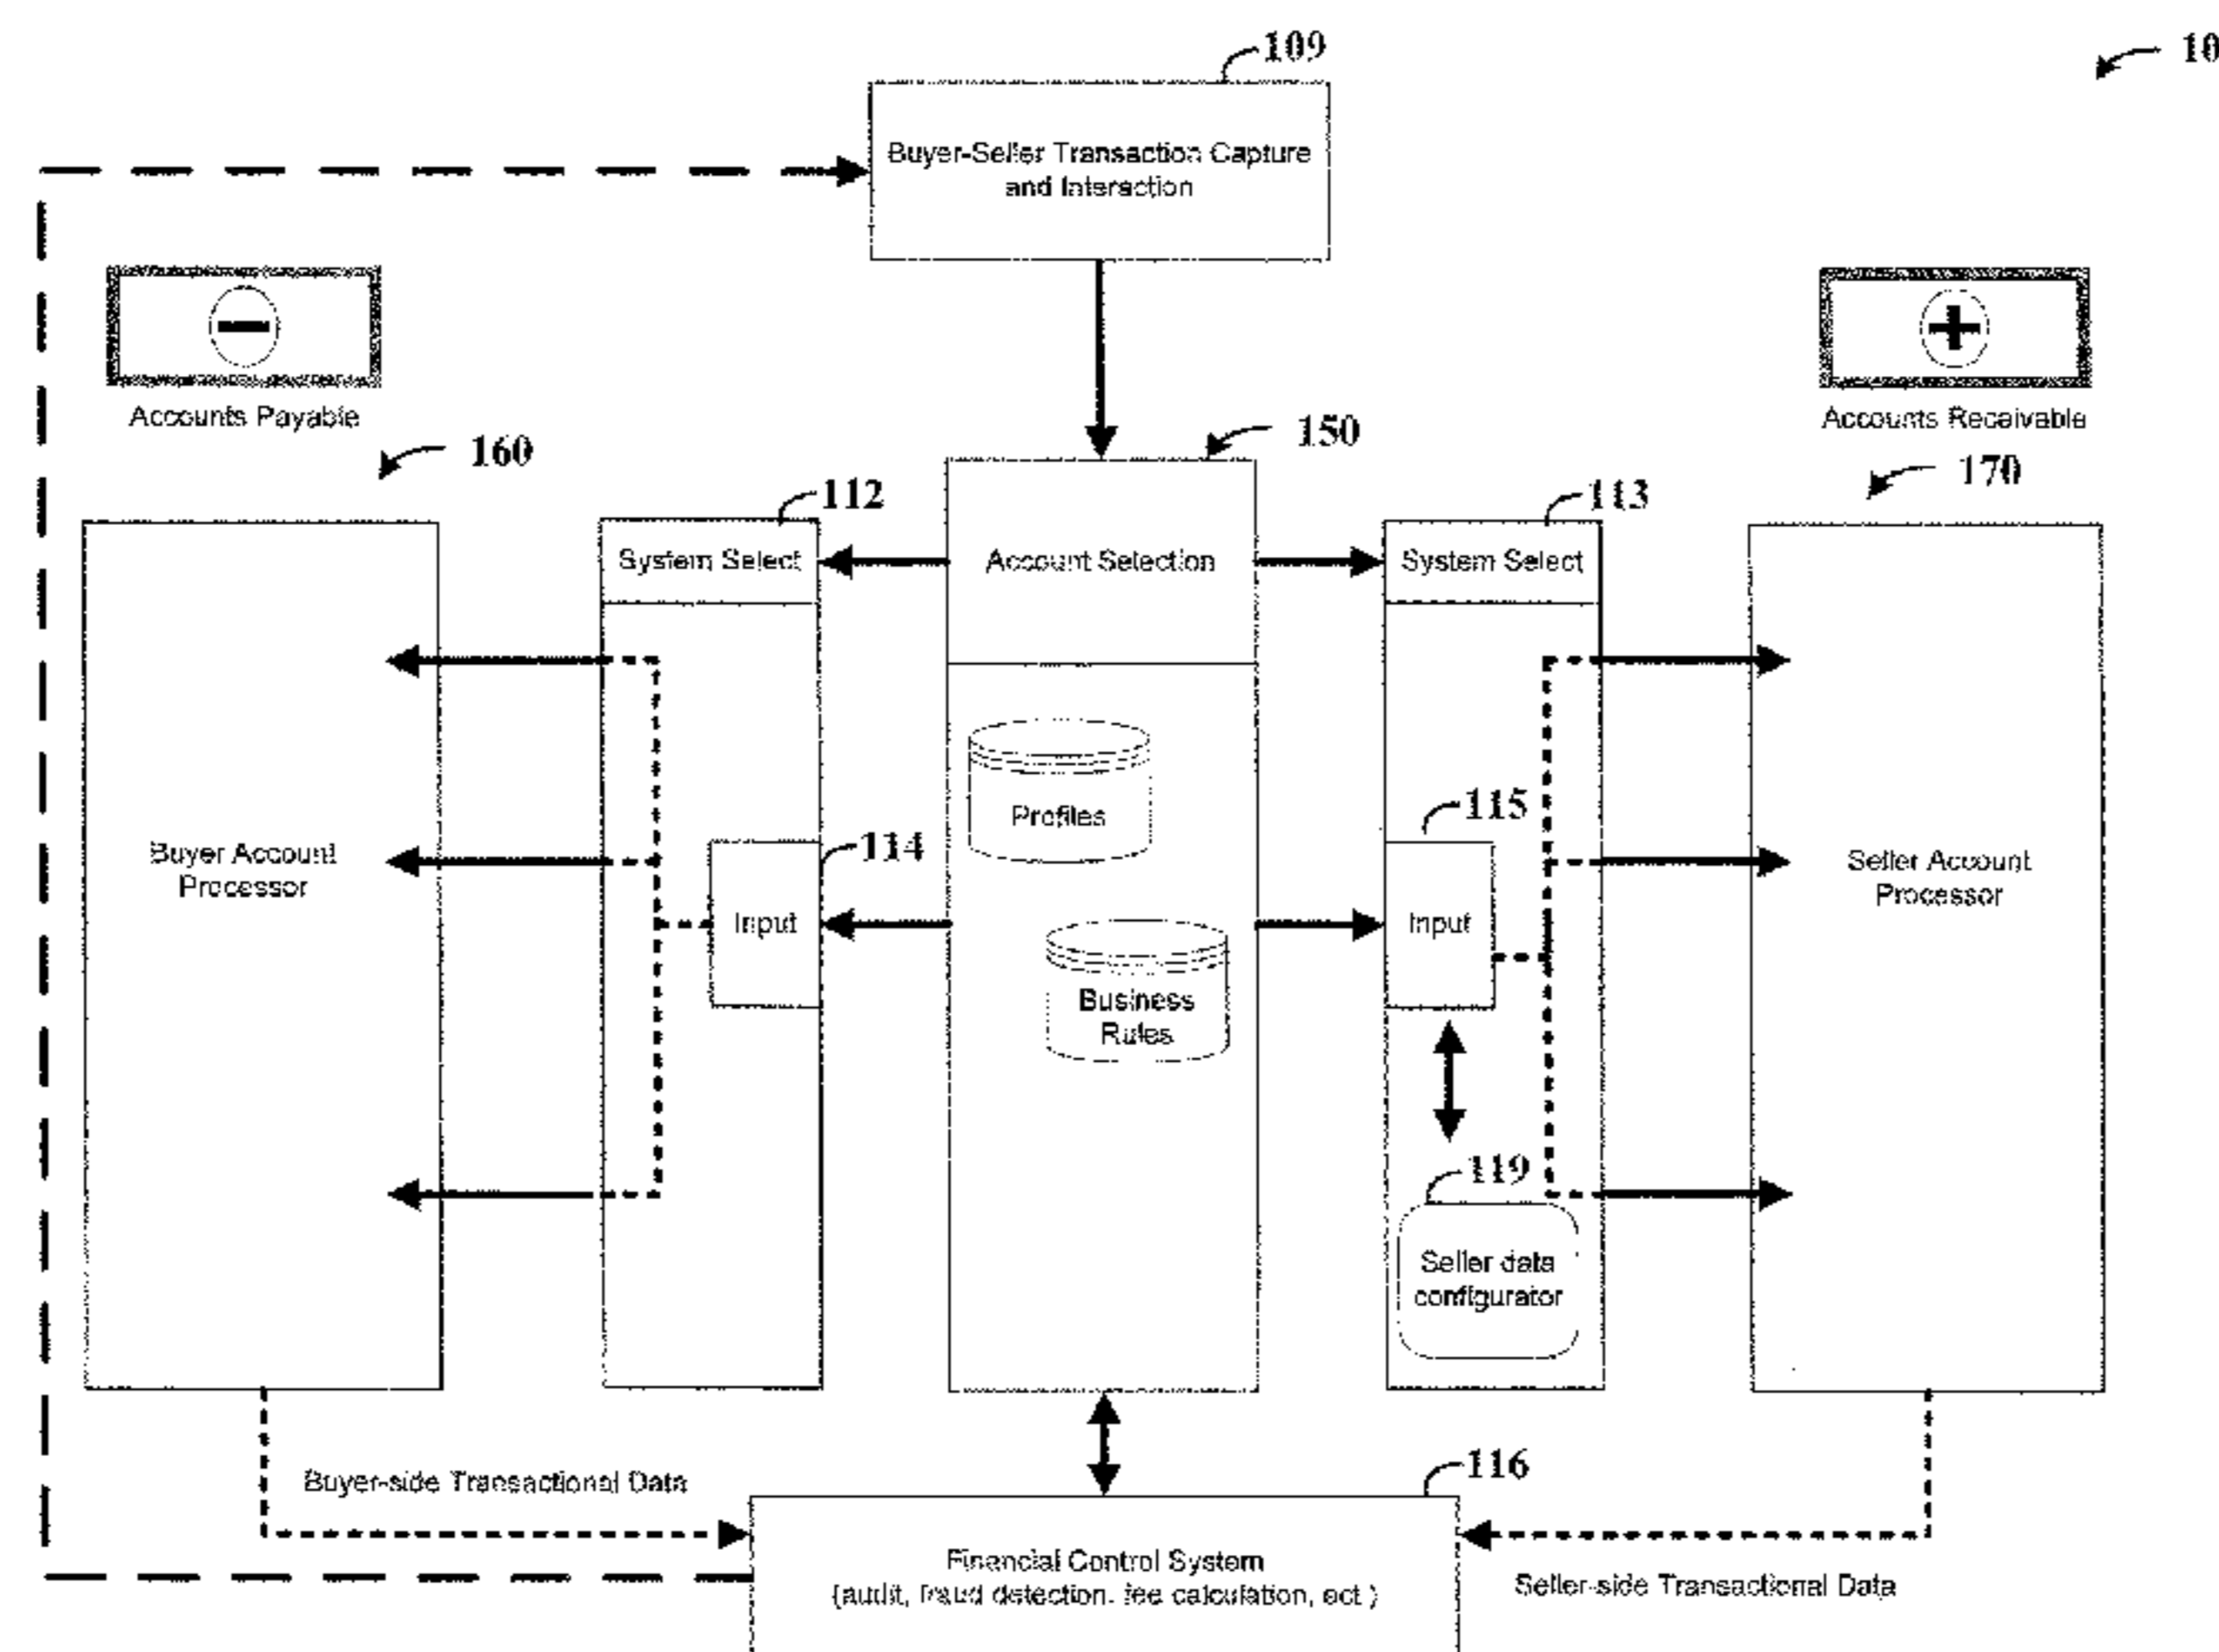 109
10
Buyer-Seller Transaction Capture
and Interaction
Accounts Payable
Accounts Receivable
150
160
170
112
113
System Select
Account Selection
System Select
Profiles
115
114
Buyer Account
Processor
Seller Account
Processor
Input
Input
Business
Rules
119
Seller data
configurator
116
Buyer-side Transactional Data
Financial Control System
(audit, fraud detection. fee calculation, ect.)
Seller-side Transactional Data